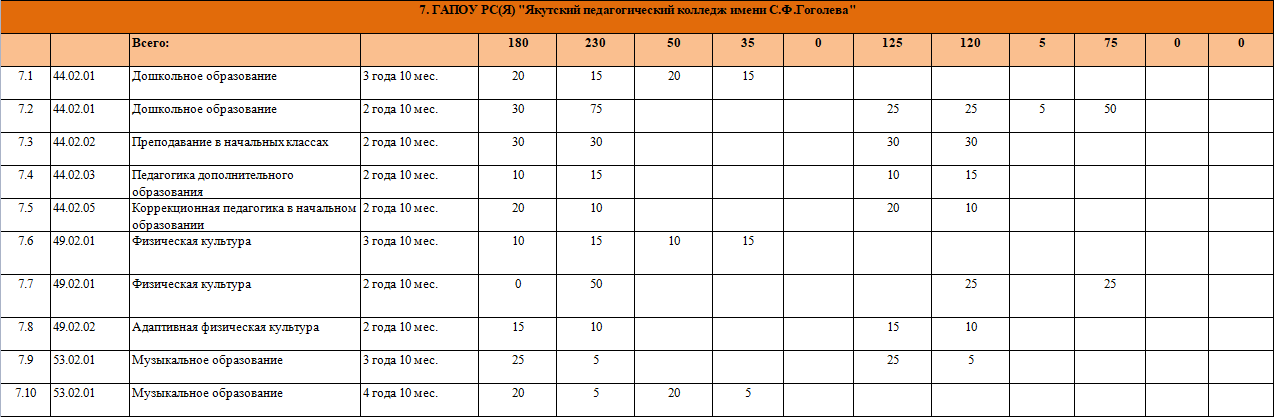 7. ГАПОУ РС(Я) "Якутский педагогический колледж имени С.Ф.Гоголева"
Всего: 180 230 50 35 0 125 120 5 75 0 0
7.1 44.02.01 Дошкольное образование 3 года 10 мес. 20 15 20 15
7.2 44.02.01 Дошкольное образование 2 года 10 мес. 30 75 25 25 5 50
7.3 44.02.02 Преподавание в начальных классах 2 года 10 мес. 30 30 30 30
7.4 44.02.03 Педагогика дополнительного 2 года 10 мес. 10 15 10 15
образования
7.5 44.02.05 Коррекционная педагогика в начальном 2 года 10 мес. 20 10 20 10
образовании
7.6 49.02.01 Физическая культура 3 года 10 мес. 10 15 10 15
7.7 49.02.01 Физическая культура 2 года 10 мес. 0 50 25 25
7.8 49.02.02 Адаптивная физическая культура 2 года 10 мес. 15 10 15 10
7.9 53.02.01 Музыкальное образование 3 года 10 мес. 25 5 25 5
7.10 53.02.01 Музыкальное образование 4 года 10 мес. 20 5 20 5